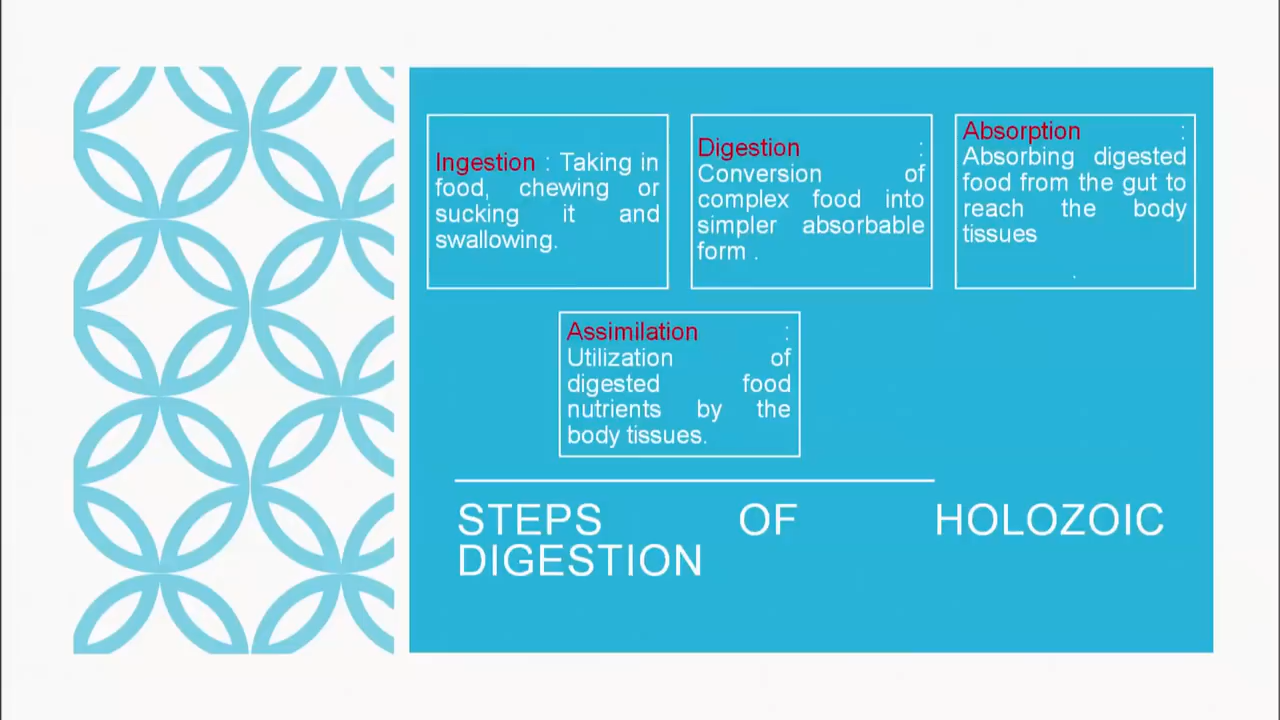 Ingestion : Taking in
food, chewing or
sucking it and
swallowing.
Digestion :
Conversion of
complex food into
simpler absorbable
form .
Absorption :
Absorbing digested
food from the gut to
reach the body
tissues
.
Assimilation :
Utilization of
digested food
nutrients by the
body tissues.
STEPS OF HOLOZOIC
DIGESTION